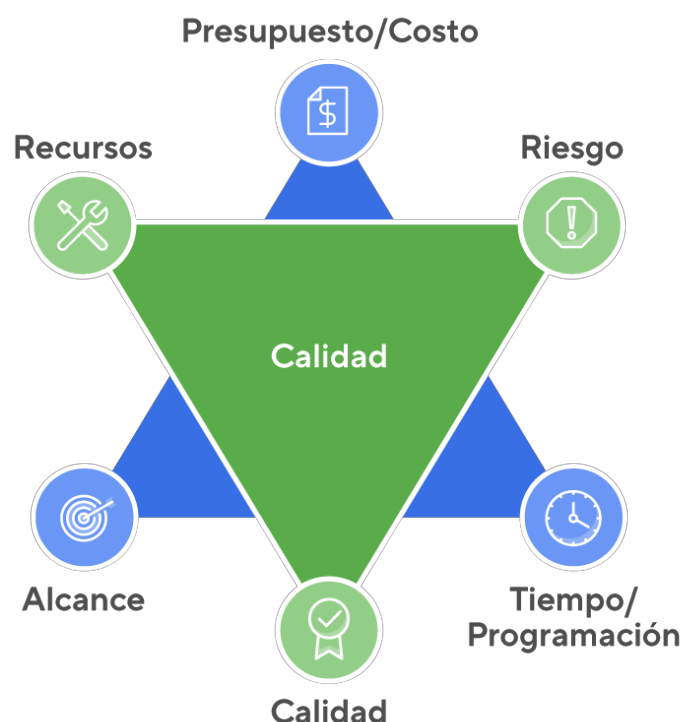 Presupuesto/Costo
Recursos
Riesgo
$
!
Calidad
Alcance
Tiempo/
Programación
Calidad